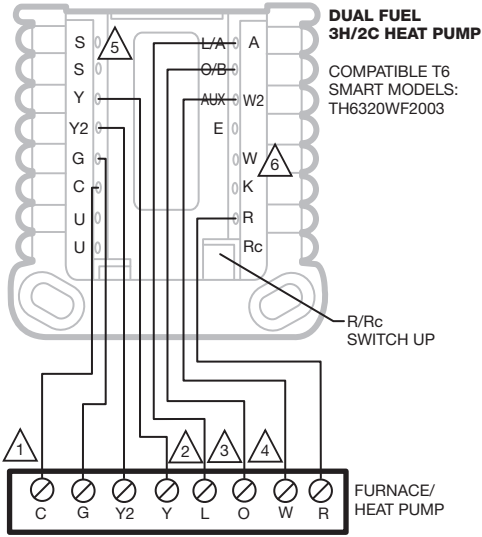 DUAL FUEL
3H/2C HEAT PUMP
COMPATIBLE T6
SMART MODELS:
TH6320WF2003
S
S
Y
Y2
G
C
U
U
5
L/A
O/B
AUX
E
A
W2
W
K
R
Rc
6
R/Rc
SWITCH UP
1
2
3
4
C G Y2 Y L O W R
FURNACE/
HEAT PUMP